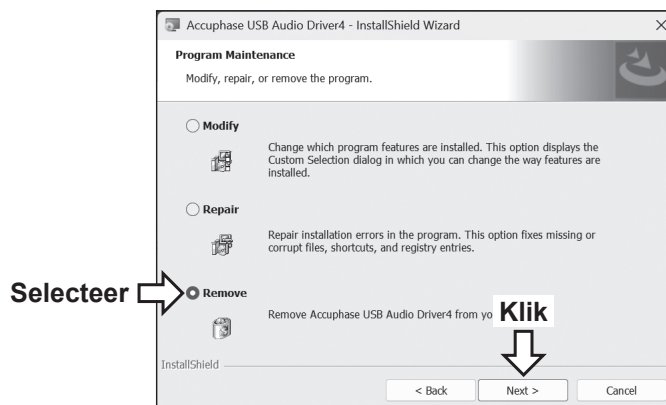 Accuphase USB Audio Driver4 - InstallShield Wizard
Program Maintenance
Modify, repair, or remove the program.
Modify
Change which program features are installed. This option displays the
Custom Selection dialog in which you can change the way features are
installed.
Repair
Repair installation errors in the program. This option fixes missing or
corrupt files, shortcuts, and registry entries.
Selecteer
Remove
Remove Accuphase USB Audio Driver4 from
Klik
InstallShield
< Back Next > Cancel